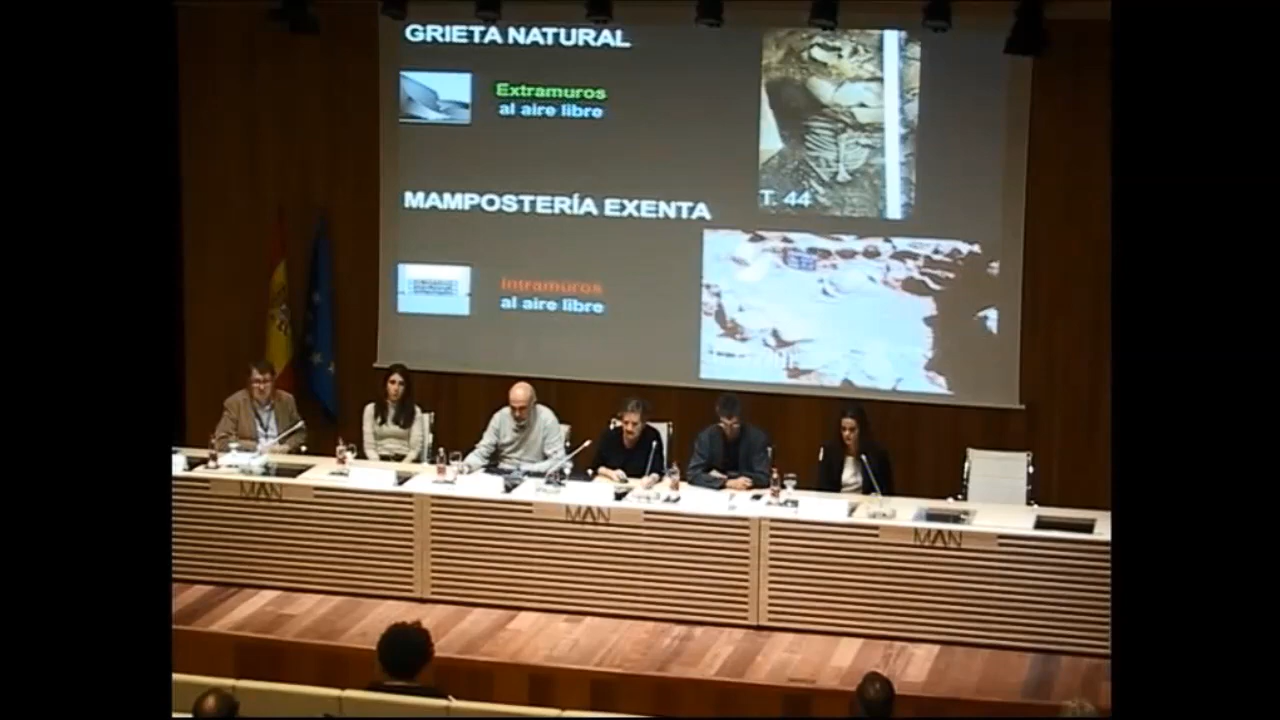 GRIETA NATURAL
Extramuros
al aire libre
T. 44
MAMPOSTERÍA EXENTA
Intramuros
al aire libre
MAN
MAN
MAN